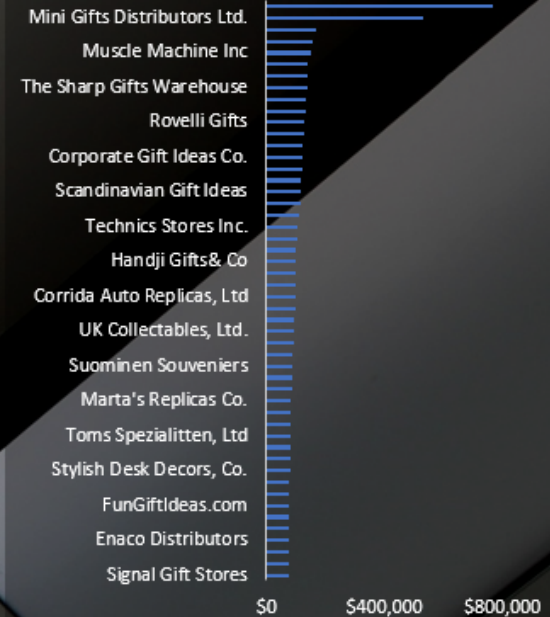 Mini Gifts Distributors Ltd.
Muscle Machine Inc
The Sharp Gifts Warehouse
Rovelli Gifts
Corporate Gift Ideas Co.
Scandinavian Gift Ideas
Technics Stores Inc.
Handji Gifts& Co
Corrida Auto Replicas, Ltd
UK Collectables, Ltd.
Suominen Souveniers
Marta's Replicas Co.
Toms Spezialitten, Ltd
Stylish Desk Decors, Co.
FunGiftIdeas.com
Enaco Distributors
Signal Gift Stores
$0 $400,000 $800,000